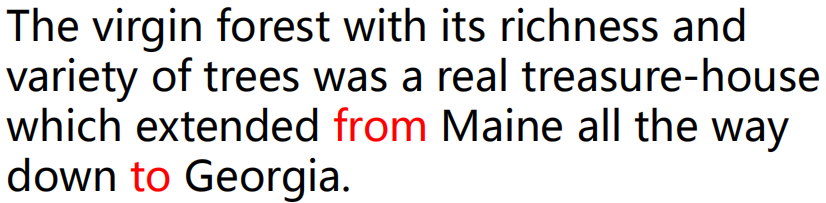 The virgin forest with its richness and
variety of trees was a real treasure-house
which extended from Maine all the way
down to Georgia.